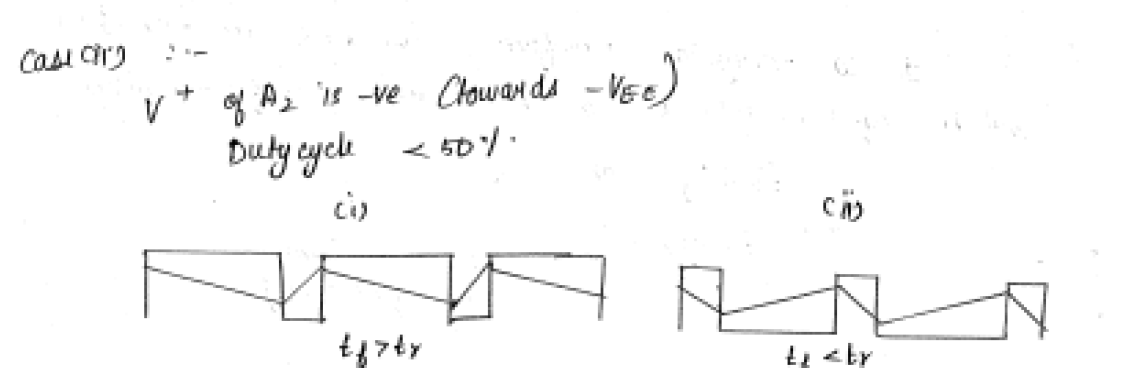 Case (ii) :-
V+ of A2 is -ve (towards -VEE)
Duty cycle < 50%.
(i) (ii)
tf > tr tf < tr